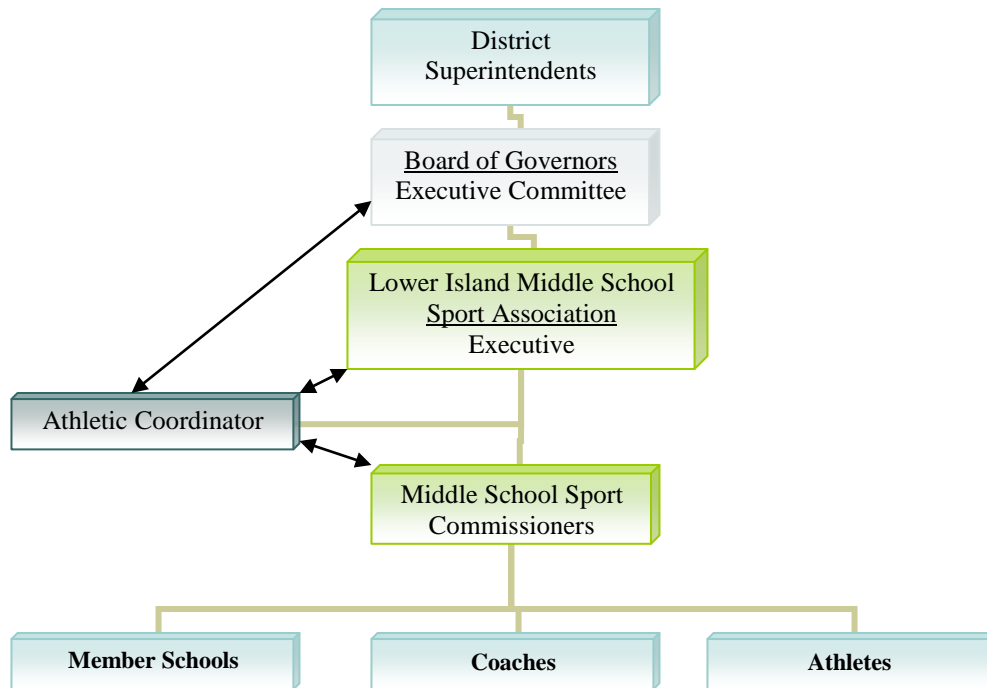 District
Superintendents
Board of Governors
Executive Committee
Lower Island Middle School
Sport Association
Executive
Athletic Coordinator
Middle School Sport
Commissioners
Member Schools
Coaches
Athletes